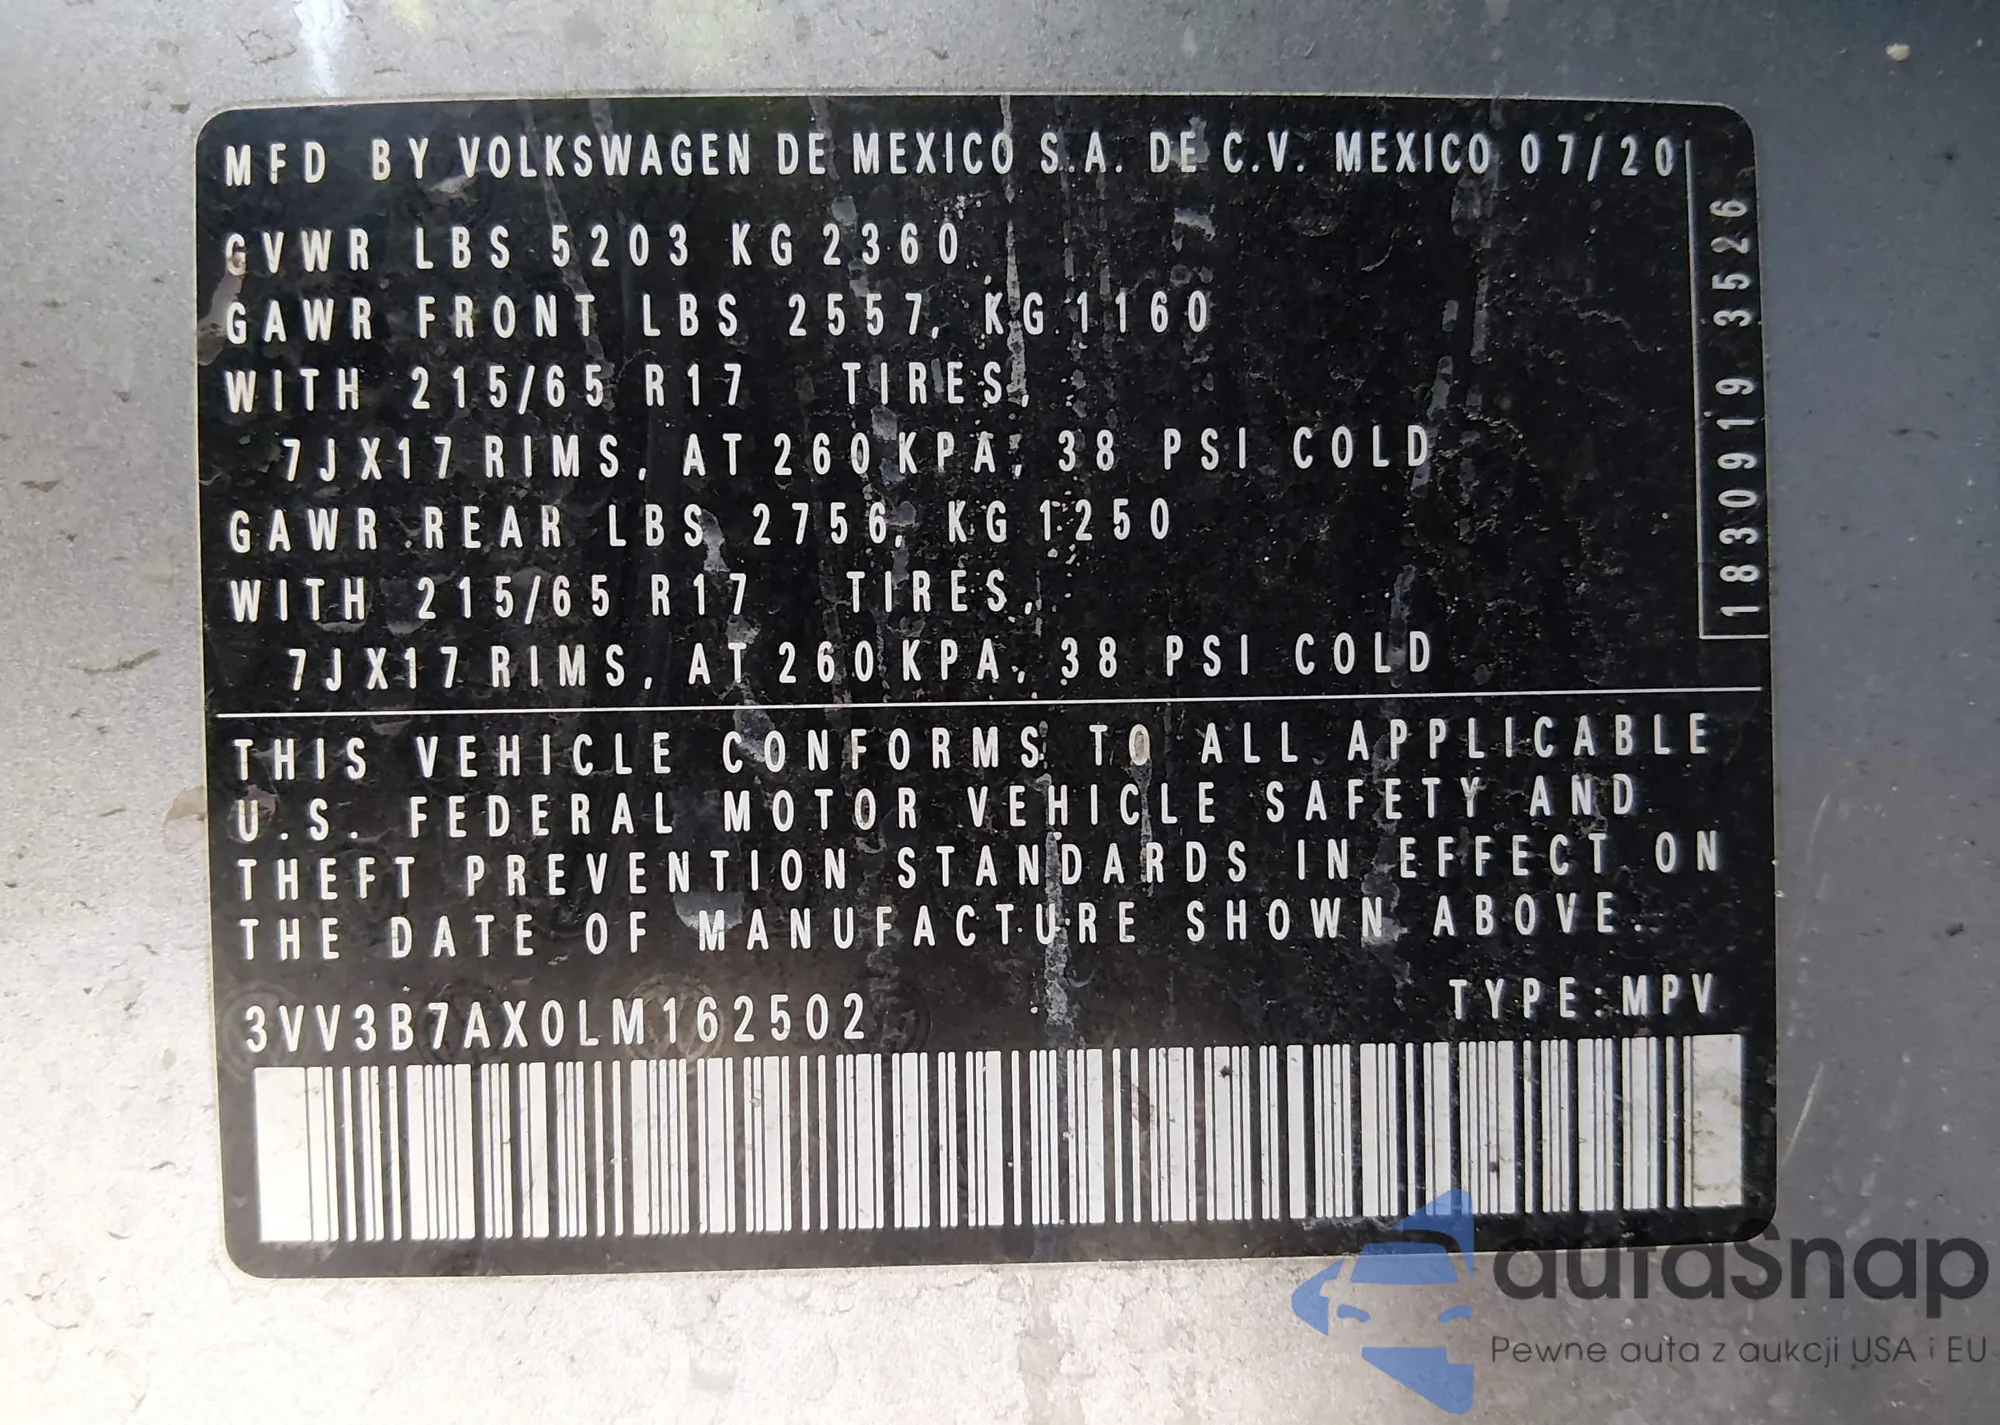 MFD BY VOLKSWAGEN DE MEXICO S.A. DE C.V. MEXICO 07/20
GVWR LBS 5203 KG 2360
GAWR FRONT LBS 2557, KG 1160
WITH 215/65 R17 TIRES,
7JX17 RIMS, AT 260 KPA, 38 PSI COLD
GAWR REAR LBS 2756, KG 1250
WITH 215/65 R17 TIRES,
7JX17 RIMS, AT 260 KPA, 38 PSI COLD
1830919 3526
THIS VEHICLE CONFORMS TO ALL APPLICABLE
U.S. FEDERAL MOTOR VEHICLE SAFETY AND
THEFT PREVENTION STANDARDS IN EFFECT ON
THE DATE OF MANUFACTURE SHOWN ABOVE.
3VV3B7AX0LM162502 TYPE: MPV
autaSnap
Pewne auta z aukcji USA i EU